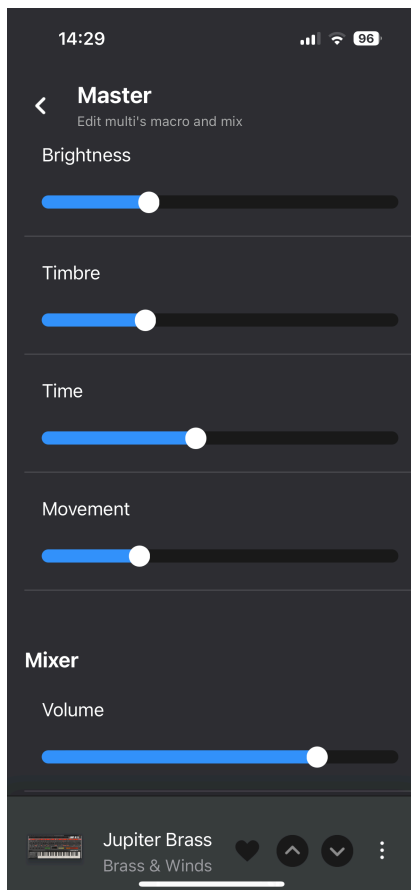 14:29
96
Master
Edit multi's macro and mix
Brightness
Timbre
Time
Movement
Mixer
Volume
Jupiter Brass
Brass & Winds